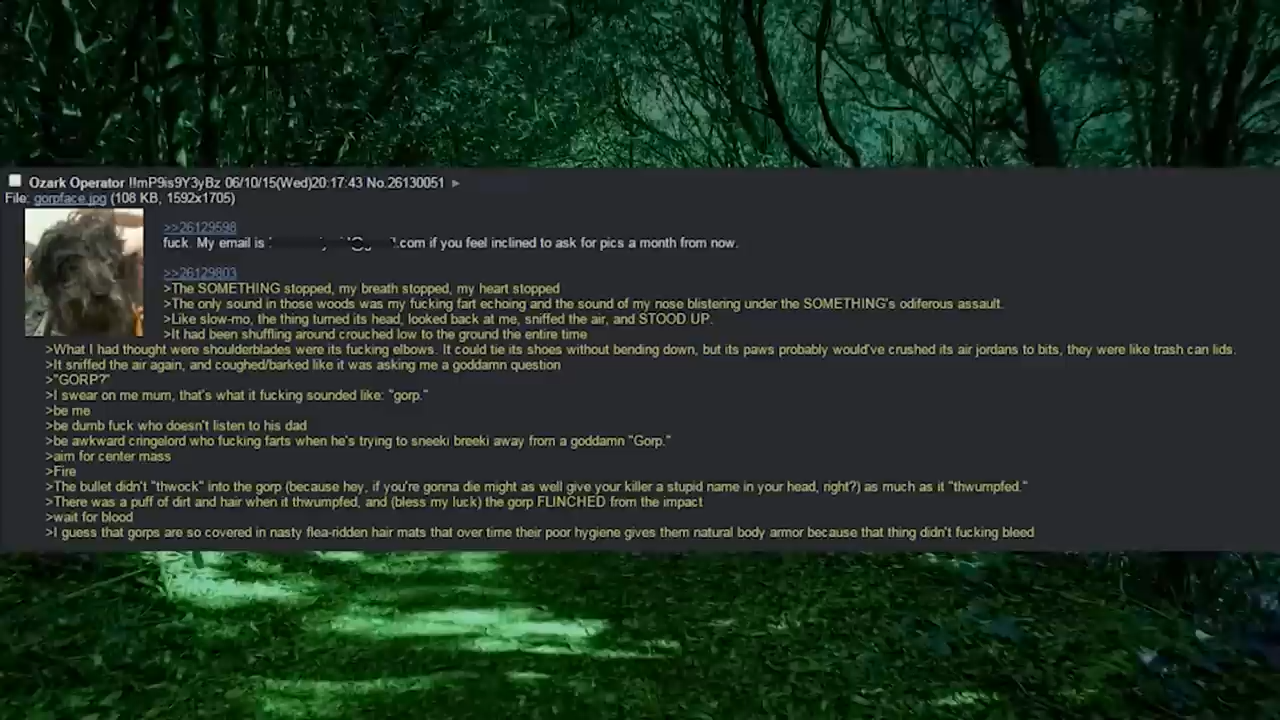 Ozark Operator !!mP9is9Y3yBz 06/10/15(Wed)20:17:43 No.26130051 ▶
File: gorpface.jpg (108 KB, 1592x1705)
>>26129598
fuck. My email is .com if you feel inclined to ask for pics a month from now.
>>26129803
>The SOMETHING stopped, my breath stopped, my heart stopped
>The only sound in those woods was my fucking fart echoing and the sound of my nose blistering under the SOMETHING's odiferous assault.
>Like slow-mo, the thing turned its head, looked back at me, sniffed the air, and STOOD UP.
>It had been shuffling around crouched low to the ground the entire time
>What I had thought were shoulderblades were its fucking elbows. It could tie its shoes without bending down, but its paws probably would've crushed its air jordans to bits, they were like trash can lids.
>It sniffed the air again, and coughed/barked like it was asking me a goddamn question
>"GORP?"
>I swear on me mum, that's what it fucking sounded like: "gorp."
>be me
>be dumb fuck who doesn't listen to his dad
>be awkward cringelord who fucking farts when he's trying to sneeki breeki away from a goddamn "Gorp."
>aim for center mass
>Fire
>The bullet didn't "thwock" into the gorp (because hey, if you're gonna die might as well give your killer a stupid name in your head, right?) as much as it "thwumpfed."
>There was a puff of dirt and hair when it thwumpfed, and (bless my luck) the gorp FLINCHED from the impact
>wait for blood
>I guess that gorps are so covered in nasty flea-ridden hair mats that over time their poor hygiene gives them natural body armor because that thing didn't fucking bleed